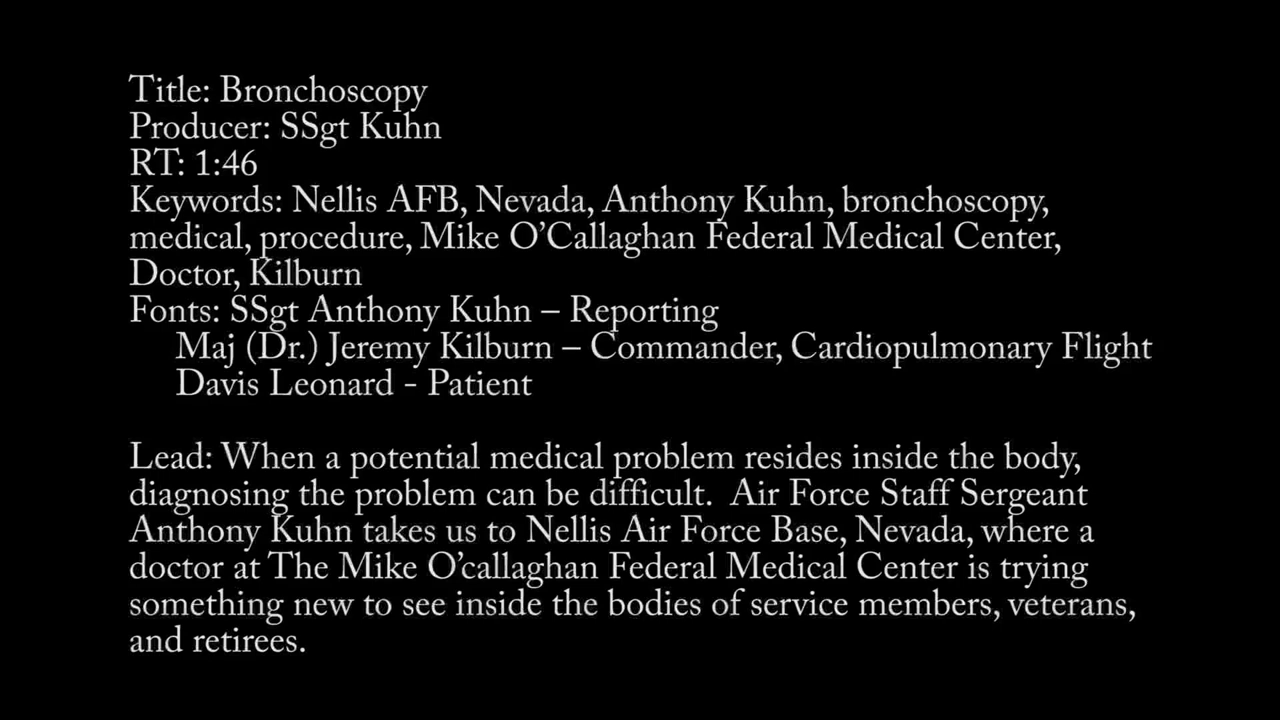 Title: Bronchoscopy
Producer: SSgt Kuhn
RT: 1:46
Keywords: Nellis AFB, Nevada, Anthony Kuhn, bronchoscopy,
medical, procedure, Mike O’Callaghan Federal Medical Center,
Doctor, Kilburn
Fonts: SSgt Anthony Kuhn – Reporting
Maj (Dr.) Jeremy Kilburn – Commander, Cardiopulmonary Flight
Davis Leonard - Patient
Lead: When a potential medical problem resides inside the body,
diagnosing the problem can be difficult.  Air Force Staff Sergeant
Anthony Kuhn takes us to Nellis Air Force Base, Nevada, where a
doctor at The Mike O’callaghan Federal Medical Center is trying
something new to see inside the bodies of service members, veterans,
and retirees.